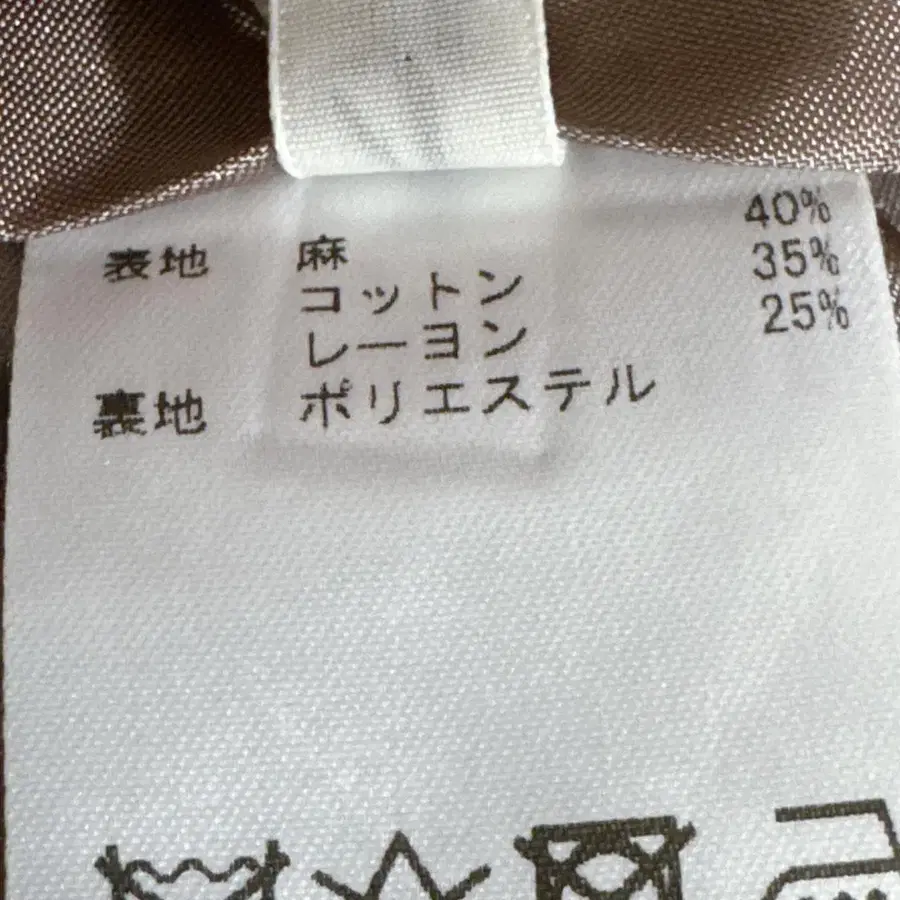 表地 麻 40%
コットン 35%
レーヨン 25%
裏地 ポリエステル